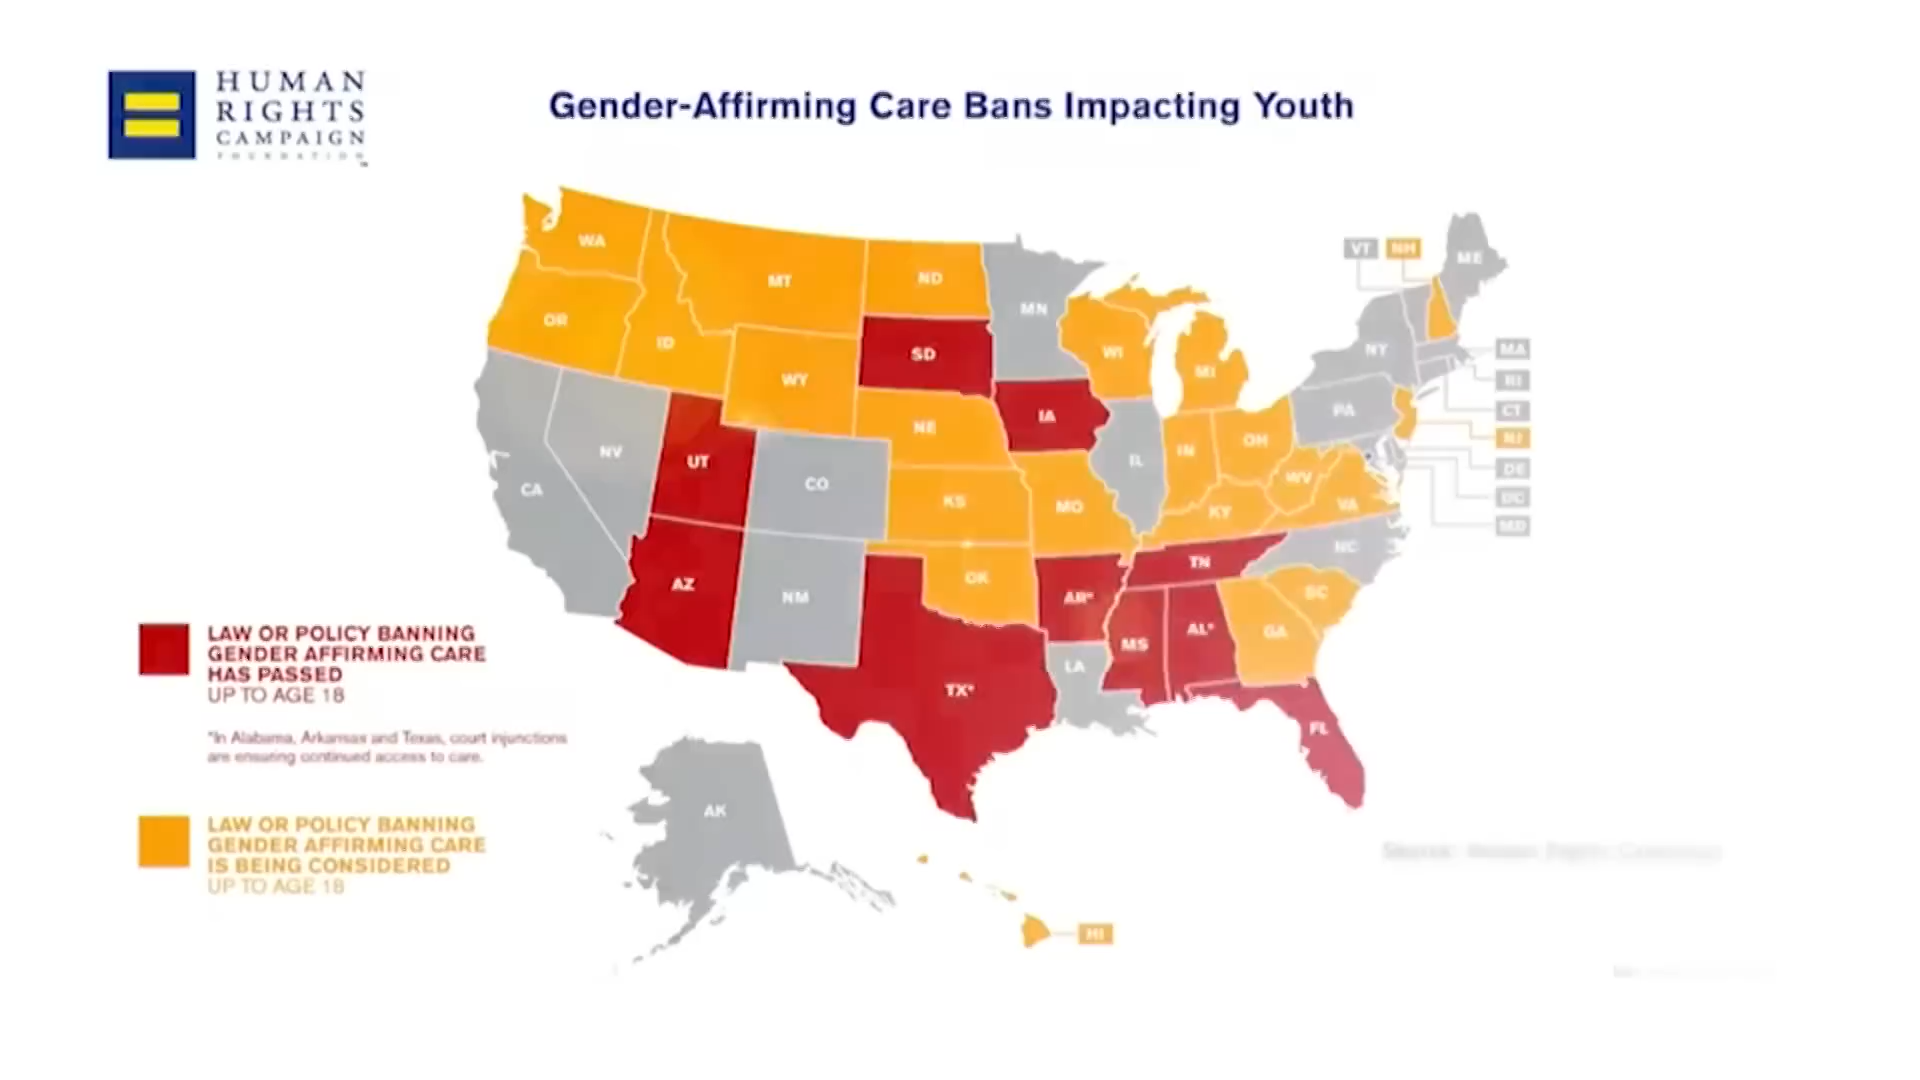 HUMAN
RIGHTS
CAMPAIGN
FOUNDATION
Gender-Affirming Care Bans Impacting Youth
VT NH
ME
WA
MT
ND
MN
OR
ID
SD
WI
MI
NY
MA
WY
RI
NE
IA
PA
CT
NV
UT
CO
IL
IN
OH
NJ
CA
KS
MO
WV
VA
DE
KY
DC
MD
AZ
NM
OK
AR*
TN
NC
SC
TX*
LA
MS
AL*
GA
FL
AK
HI
LAW OR POLICY BANNING
GENDER AFFIRMING CARE
HAS PASSED
UP TO AGE 18
*In Alabama, Arkansas and Texas, court injunctions
are ensuring continued access to care.
LAW OR POLICY BANNING
GENDER AFFIRMING CARE
IS BEING CONSIDERED
UP TO AGE 18
Source: Human Rights Campaign